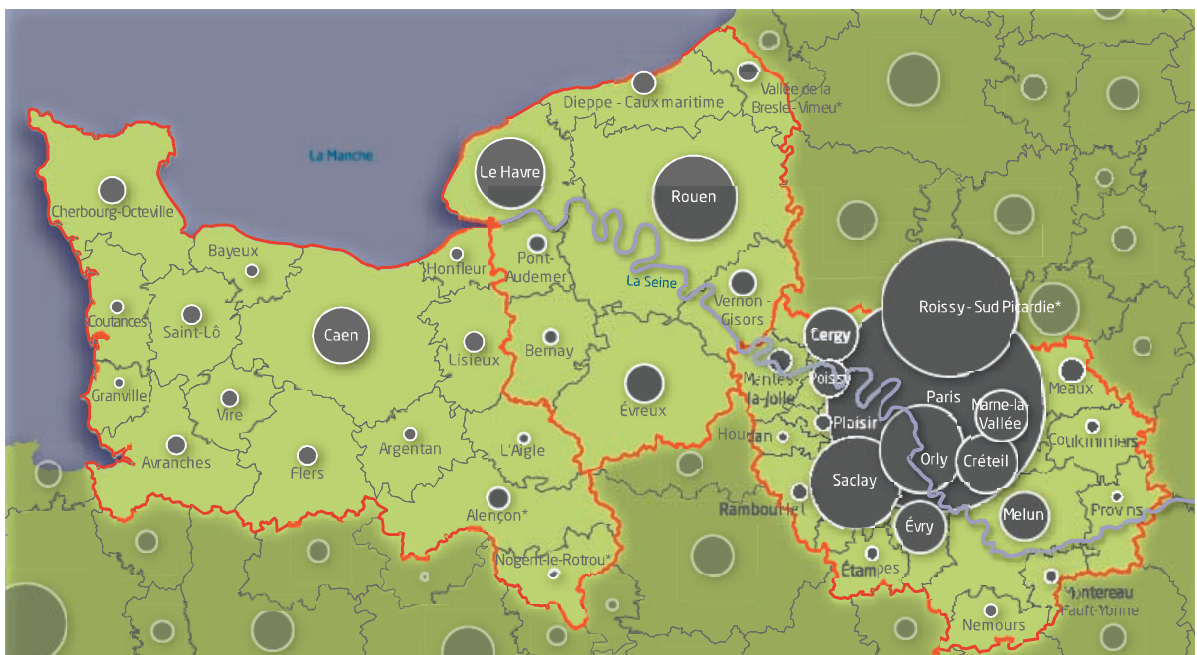 Dieppe - Caux maritime
Vallée de la
Bresle - Vimeu*
La Manche
Le Havre
Rouen
Cherbourg-Octeville
Bayeux
Honfleur
Pont-
Audemer
La Seine
Vernon -
Gisors
Coutances
Saint-Lô
Caen
Lisieux
Bernay
Roissy - Sud Picardie*
Cergy
Mantes-
la-Jolie
Poissy
Granville
Vire
Évreux
Paris
Marne-la-
Vallée
Meaux
Plaisir
Houdan
Coulommiers
Avranches
Flers
Argentan
L'Aigle
Orly
Créteil
Saclay
Alençon*
Rambouillet
Évry
Melun
Provins
Nogent-le-Rotrou*
Étampes
Montereau
-Fault-Yonne
Nemours